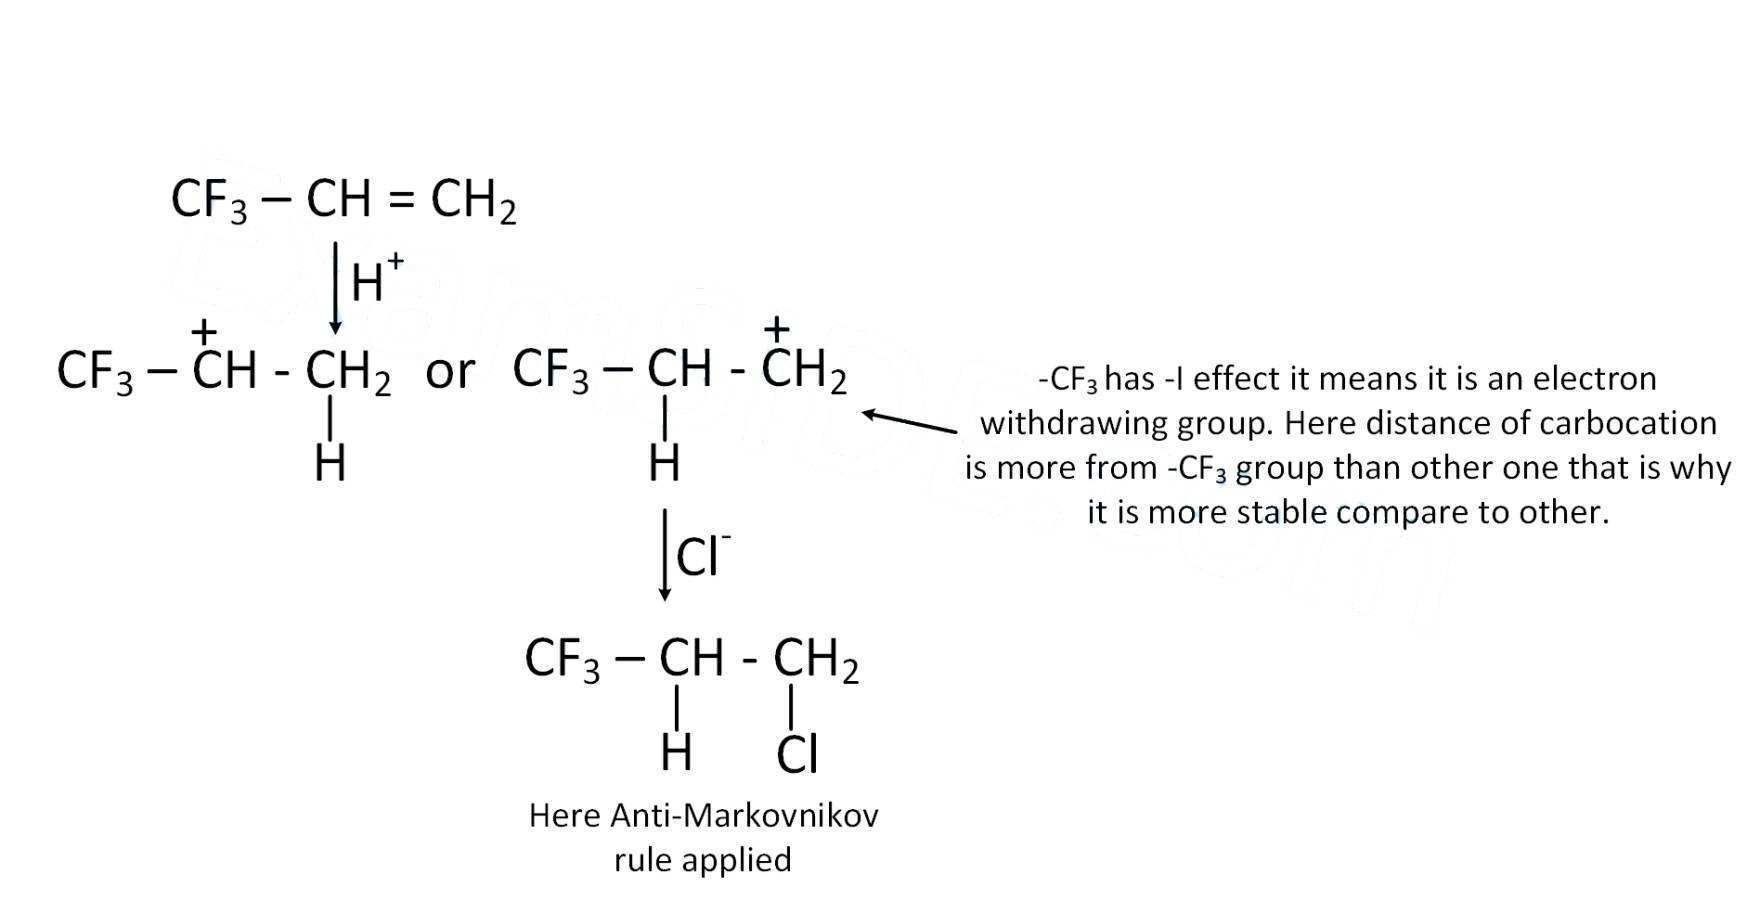 CF₃ – CH = CH₂
H⁺
+ +
CF₃ – CH - CH₂ or CF₃ – CH - CH₂
H H
-CF₃ has -I effect it means it is an electron
withdrawing group. Here distance of carbocation
is more from -CF₃ group than other one that is why
it is more stable compare to other.
Cl⁻
CF₃ – CH - CH₂
H Cl
Here Anti-Markovnikov
rule applied